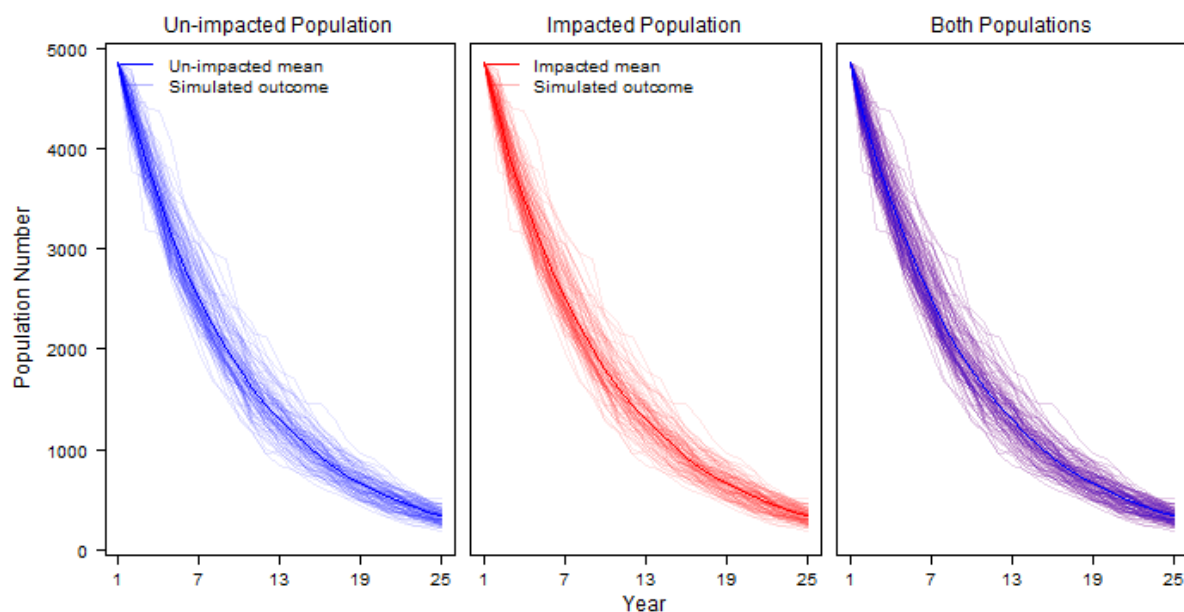 Un-impacted Population
Impacted Population
Both Populations
Population Number
5000
4000
3000
2000
1000
0
Un-impacted mean
Simulated outcome
Impacted mean
Simulated outcome
1 7 13 19 25
1 7 13 19 25
1 7 13 19 25
Year